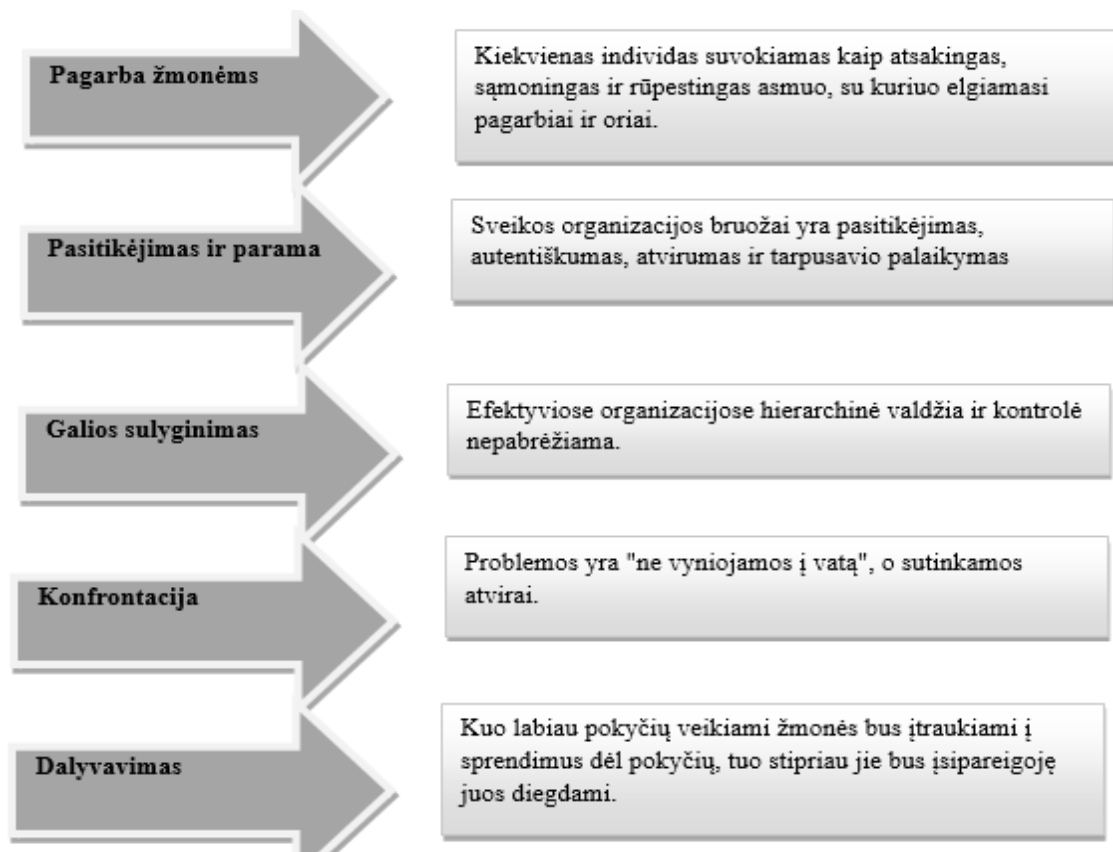 Pagarba žmonėms
Kiekvienas individas suvokiamas kaip atsakingas,
sąmoningas ir rūpestingas asmuo, su kuriuo elgiamasi
pagarbiai ir oriai.
Pasitikėjimas ir parama
Sveikos organizacijos bruožai yra pasitikėjimas,
autentiškumas, atvirumas ir tarpusavio palaikymas
Galios sulyginimas
Efektyviose organizacijose hierarchinė valdžia ir kontrolė
nepabrėžiama.
Konfrontacija
Problemos yra "ne vyniojamos į vatą", o sutinkamos
atvirai.
Dalyvavimas
Kuo labiau pokyčių veikiami žmonės bus įtraukiami į
sprendimus dėl pokyčių, tuo stipriau jie bus įsipareigoję
juos diegdami.